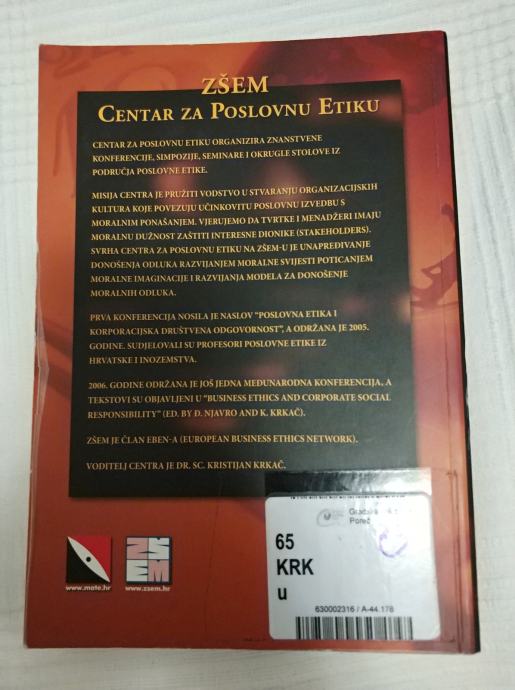 ZŠEM
CENTAR ZA POSLOVNU ETIKU
CENTAR ZA POSLOVNU ETIKU ORGANIZIRA ZNANSTVENE
KONFERENCIJE, SIMPOZIJE, SEMINARE I OKRUGLE STOLOVE IZ
PODRUČJA POSLOVNE ETIKE.
MISIJA CENTRA JE PRUŽITI VODSTVO U STVARANJU ORGANIZACIJSKIH
KULTURA KOJE POVEZUJU UČINKOVITU POSLOVNU IZVEDBU S
MORALNIM PONAŠANJEM. VJERUJEMO DA TVRTKE I MENADŽERI IMAJU
MORALNU DUŽNOST ZAŠTITI INTERESNE DIONIKE (STAKEHOLDERS).
SVRHA CENTRA ZA POSLOVNU ETIKU NA ZŠEM-U JE UNAPREĐIVANJE
DONOŠENJA ODLUKA RAZVIJANJEM MORALNE SVIJESTI POTICANJEM
MORALNE IMAGINACIJE I RAZVIJANJA MODELA ZA DONOŠENJE
MORALNIH ODLUKA.
PRVA KONFERENCIJA NOSILA JE NASLOV "POSLOVNA ETIKA I
KORPORACIJSKA DRUŠTVENA ODGOVORNOST", A ODRŽANA JE 2005.
GODINE. SUDJELOVALI SU PROFESORI POSLOVNE ETIKE IZ
HRVATSKE I INOZEMSTVA.
2006. GODINE ODRŽANA JE JOŠ JEDNA MEĐUNARODNA KONFERENCIJA, A
TEKSTOVI SU OBJAVLJENI U "BUSINESS ETHICS AND CORPORATE SOCIAL
RESPONSIBILITY" (ED. BY D. NJAVRO AND K. KRKAČ).
ZŠEM JE ČLAN EBEN-A (EUROPEAN BUSINESS ETHICS NETWORK).
VODITELJ CENTRA JE DR. SC. KRISTIJAN KRKAČ.
Poreč
65
KRK
u
630002316 / A-44.178
ZŠEM
www.mate.hr
www.zsem.hr